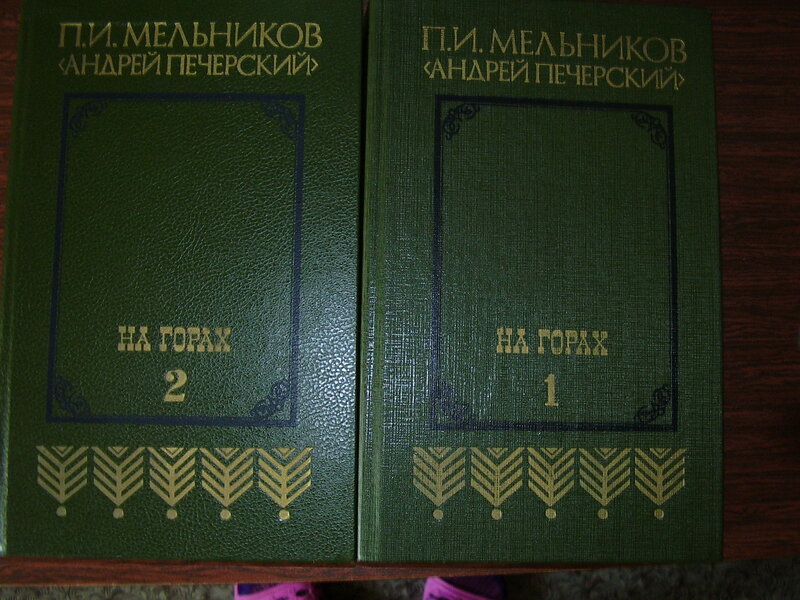 П.И. МЕЛЬНИКОВ
‹АНДРЕЙ ПЕЧЕРСКИЙ›
НА ГОРАХ
2
П.И. МЕЛЬНИКОВ
‹АНДРЕЙ ПЕЧЕРСКИЙ›
НА ГОРАХ
1